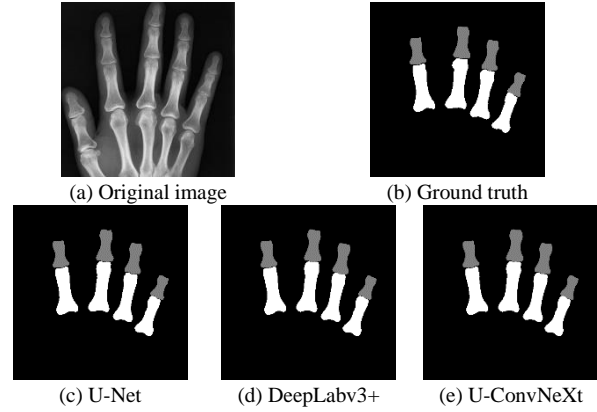 (a) Original image
(b) Ground truth
(c) U-Net
(d) DeepLabv3+
(e) U-ConvNeXt